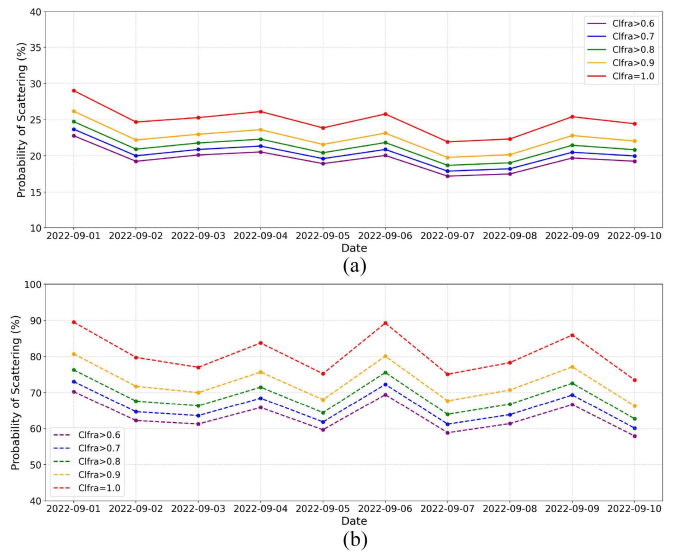 40
35
30
25
20
15
10
Probability of Scattering (%)
Clfra>0.6
Clfra>0.7
Clfra>0.8
Clfra>0.9
Clfra=1.0
2022-09-01 2022-09-02 2022-09-03 2022-09-04 2022-09-05 2022-09-06 2022-09-07 2022-09-08 2022-09-09 2022-09-10
Date
(a)
100
90
80
70
60
50
40
Probability of Scattering (%)
Clfra>0.6
Clfra>0.7
Clfra>0.8
Clfra>0.9
Clfra=1.0
2022-09-01 2022-09-02 2022-09-03 2022-09-04 2022-09-05 2022-09-06 2022-09-07 2022-09-08 2022-09-09 2022-09-10
Date
(b)